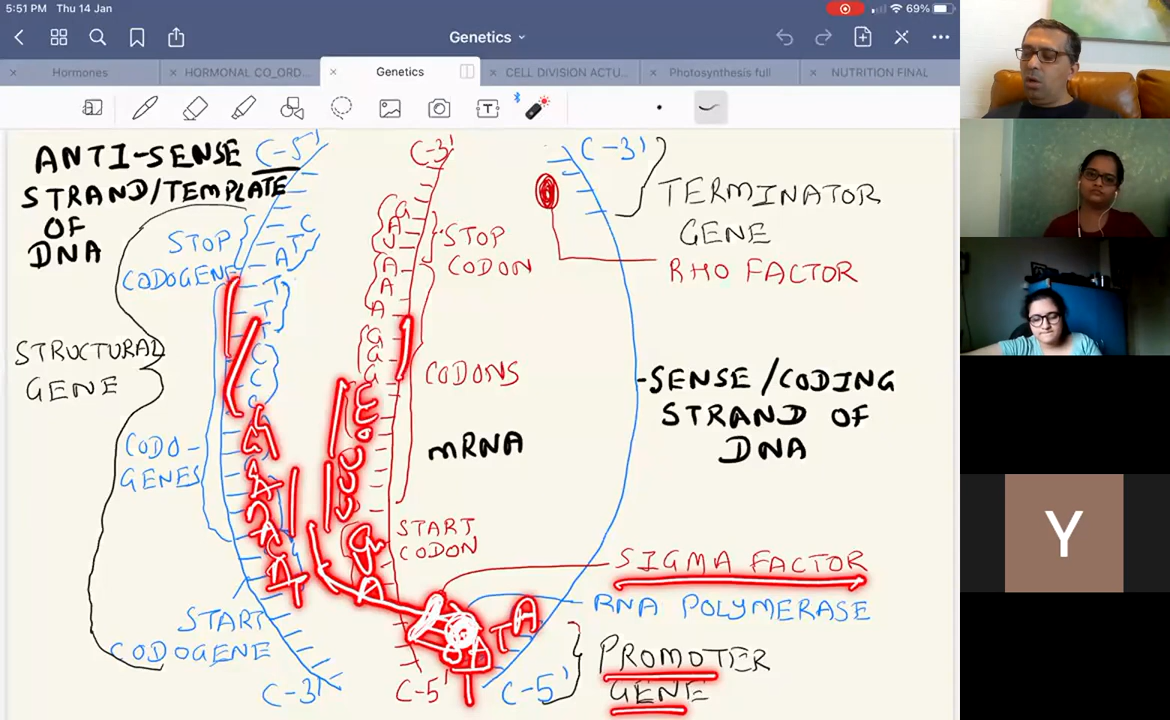 5:51 PM Thu 14 Jan
69%
Genetics
Hormones
HORMONAL CO_ORD...
Genetics
CELL DIVISION ACTU...
Photosynthesis full
NUTRITION FINAL
ANTI-SENSE
STRAND/TEMPLATE
OF
DNA
C-5'
C-3'
C-3'
TERMINATOR
GENE
RHO FACTOR
STOP
CODOGENE
STOP
CODON
STRUCTURAL
GENE
CODONS
-SENSE/CODING
STRAND OF
DNA
mRNA
CODO-
GENES
START
CODON
SIGMA FACTOR
RNA POLYMERASE
START
CODOGENE
PROMOTER
GENE
C-3'
C-5'
C-5'
Y